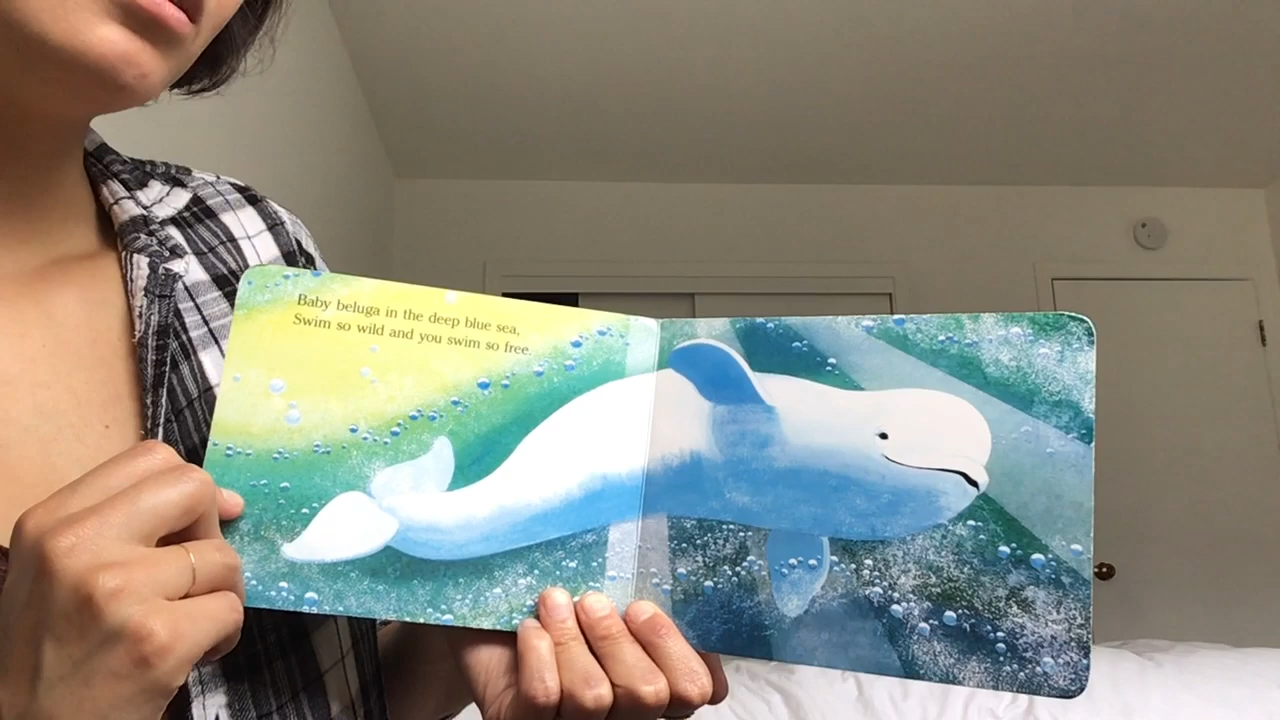 Baby beluga in the deep blue sea,
Swim so wild and you swim so free.